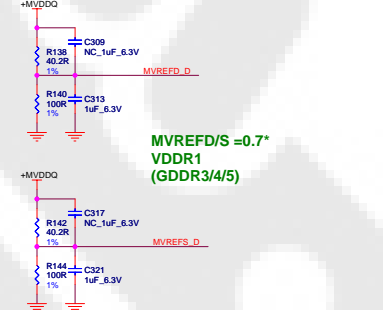 +MVDDQ
C309
NC_1uF_6.3V
R138
40.2R
1%
MVREFD_D
R140
100R
1%
C313
1uF_6.3V
MVREFD/S =0.7*
VDDR1
(GDDR3/4/5)
+MVDDQ
C317
NC_1uF_6.3V
R142
40.2R
1%
MVREFS_D
R144
100R
1%
C321
1uF_6.3V